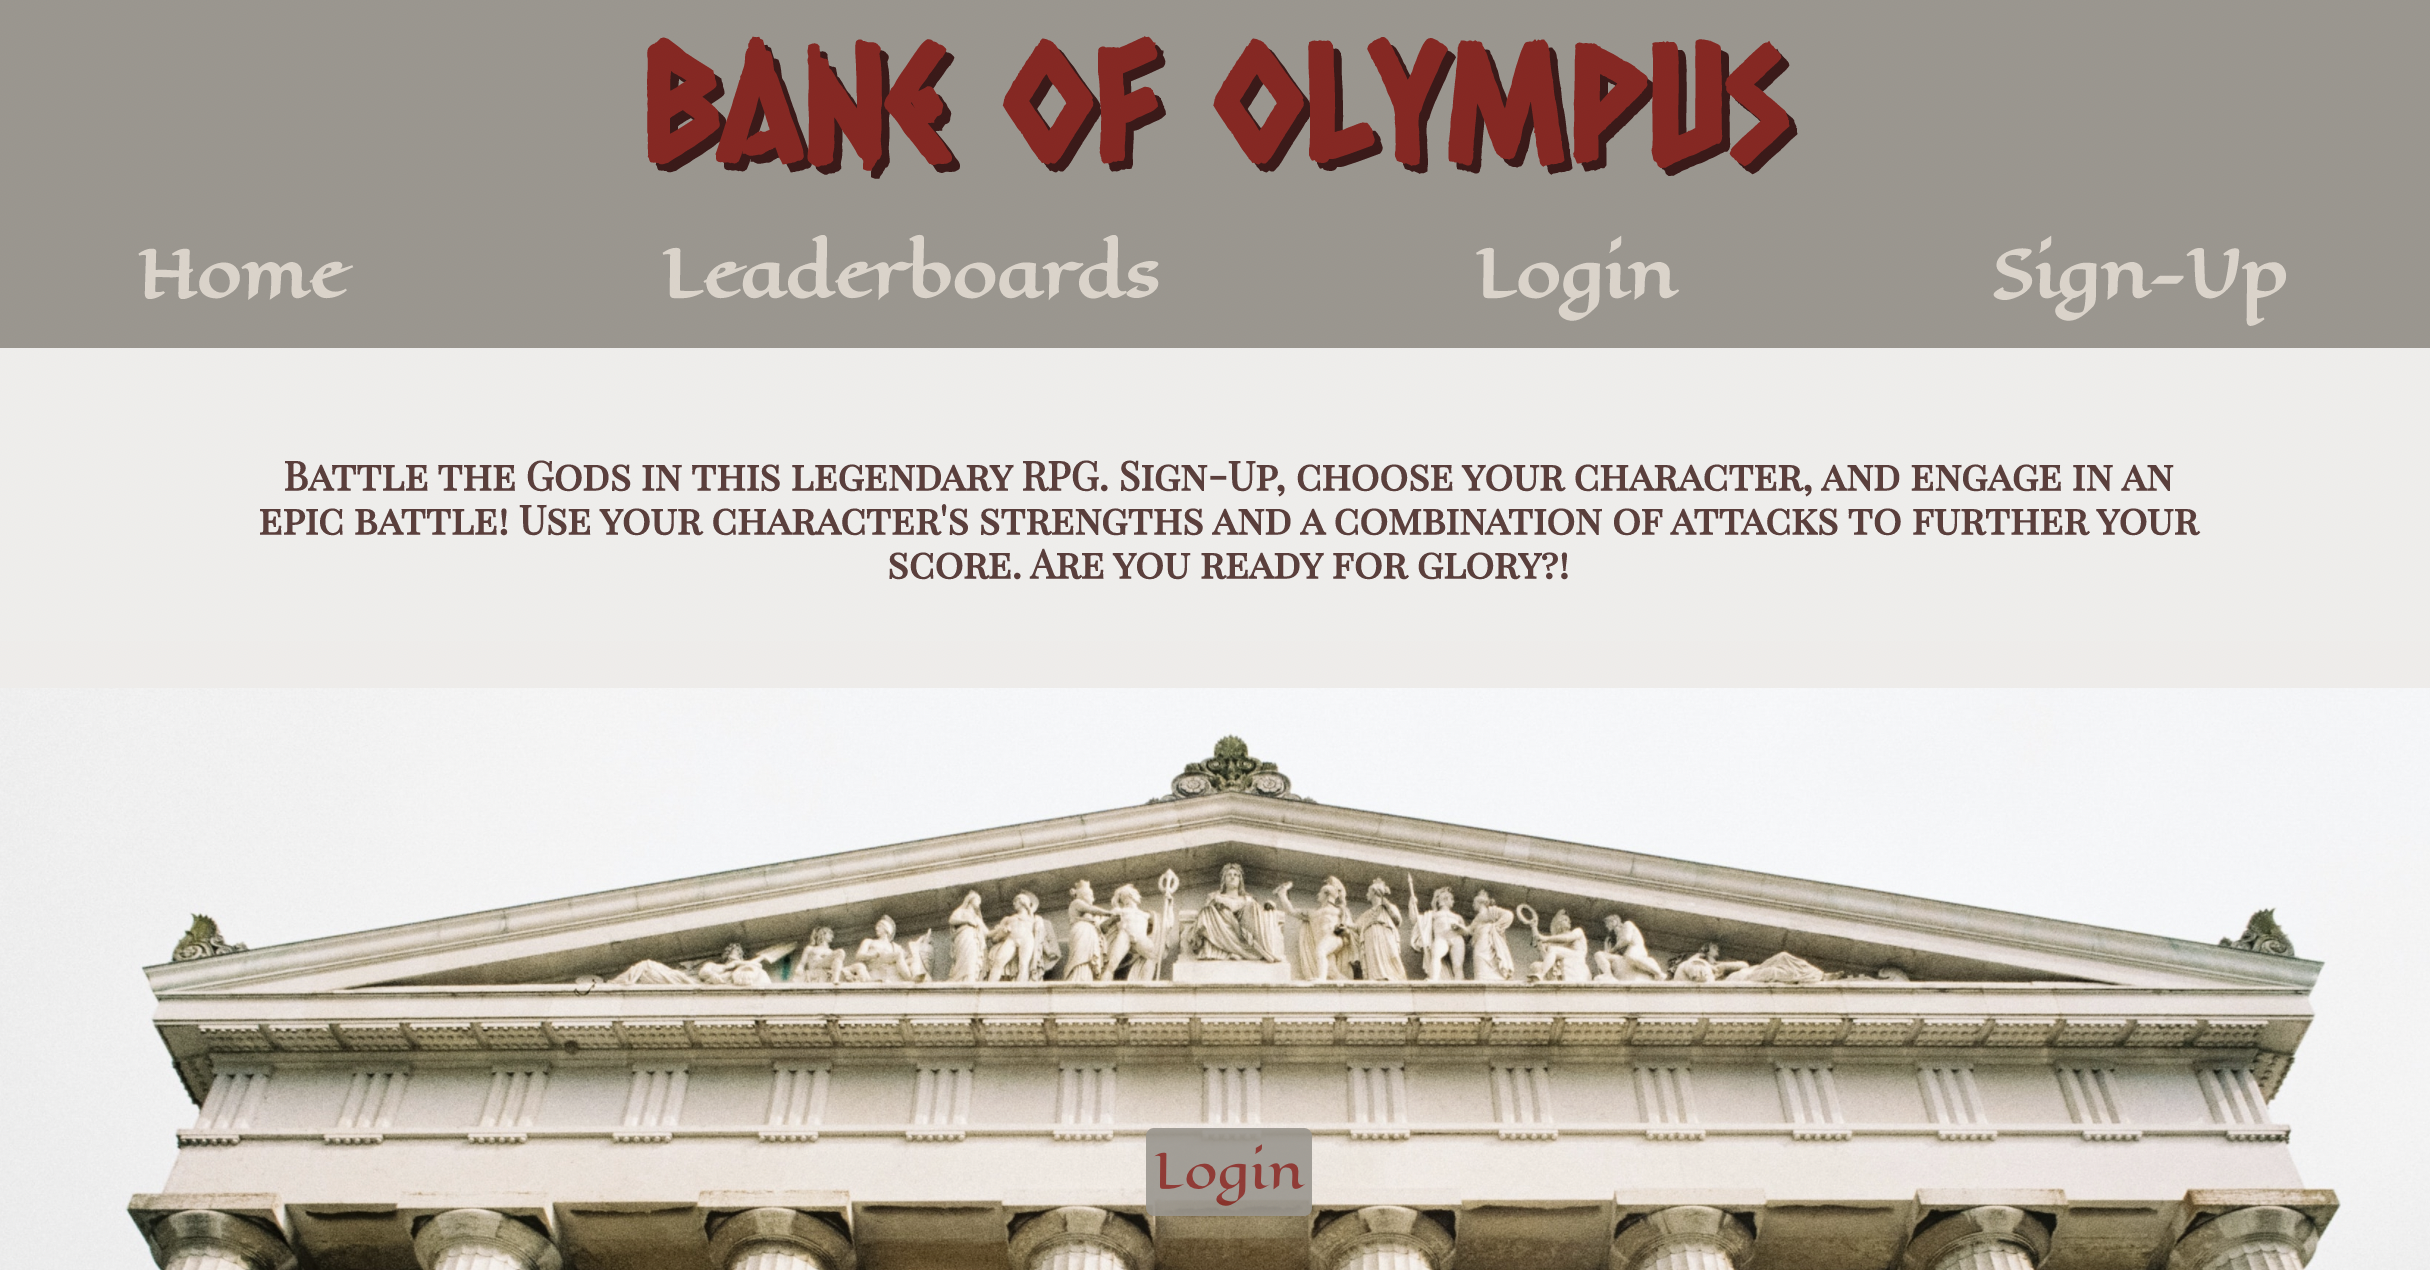 BANE OF OLYMPUS
Home Leaderboards Login Sign-Up
Battle the Gods in this legendary RPG. Sign-Up, choose your character, and engage in an
epic battle! Use your character's strengths and a combination of attacks to further your
score. Are you ready for glory?!
Login